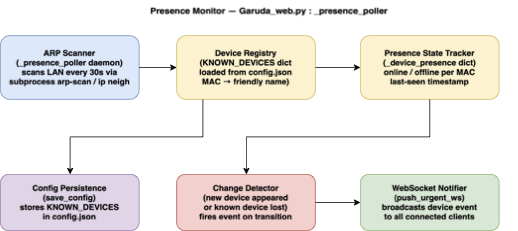 Presence Monitor — Garuda_web.py : _presence_poller
ARP Scanner
(_presence_poller daemon)
scans LAN every 30s via
subprocess arp-scan / ip neigh
Device Registry
(KNOWN_DEVICES dict
loaded from config.json
MAC → friendly name)
Presence State Tracker
(_device_presence dict)
online / offline per MAC
last-seen timestamp
Config Persistence
(save_config)
stores KNOWN_DEVICES
in config.json
Change Detector
(new device appeared
or known device lost)
fires event on transition
WebSocket Notifier
(push_urgent_ws)
broadcasts device event
to all connected clients